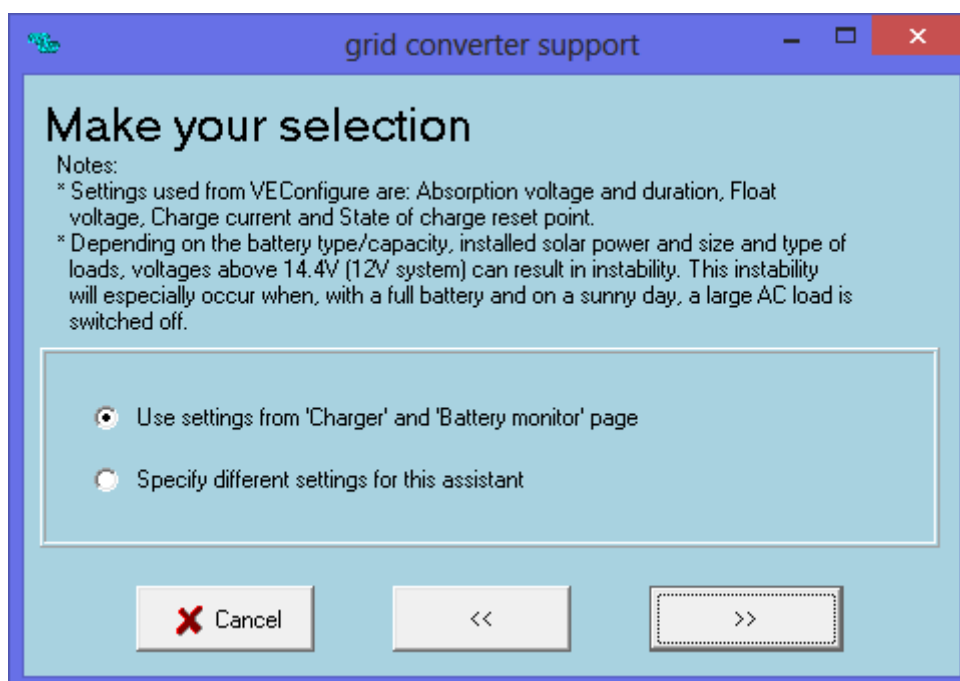 grid converter support
Make your selection
Notes:
* Settings used from VEConfigure are: Absorption voltage and duration, Float
voltage, Charge current and State of charge reset point.
* Depending on the battery type/capacity, installed solar power and size and type of
loads, voltages above 14.4V (12V system) can result in instability. This instability
will especially occur when, with a full battery and on a sunny day, a large AC load is
switched off.
Use settings from 'Charger' and 'Battery monitor' page
Specify different settings for this assistant
Cancel
<<
>>